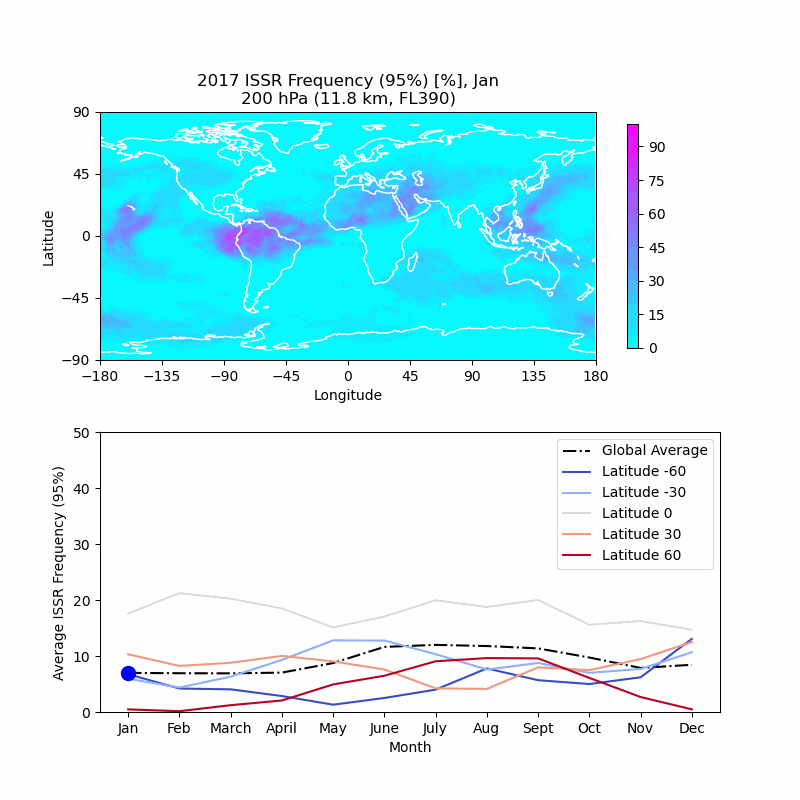 2017 ISSR Frequency (95%) [%], Jan
200 hPa (11.8 km, FL390)
90
45
0
−45
−90
Latitude
−180 −135 −90 −45 0 45 90 135 180
Longitude
90
75
60
45
30
15
0
50
40
30
20
10
0
Average ISSR Frequency (95%)
Global Average
Latitude -60
Latitude -30
Latitude 0
Latitude 30
Latitude 60
Jan Feb March April May June July Aug Sept Oct Nov Dec
Month